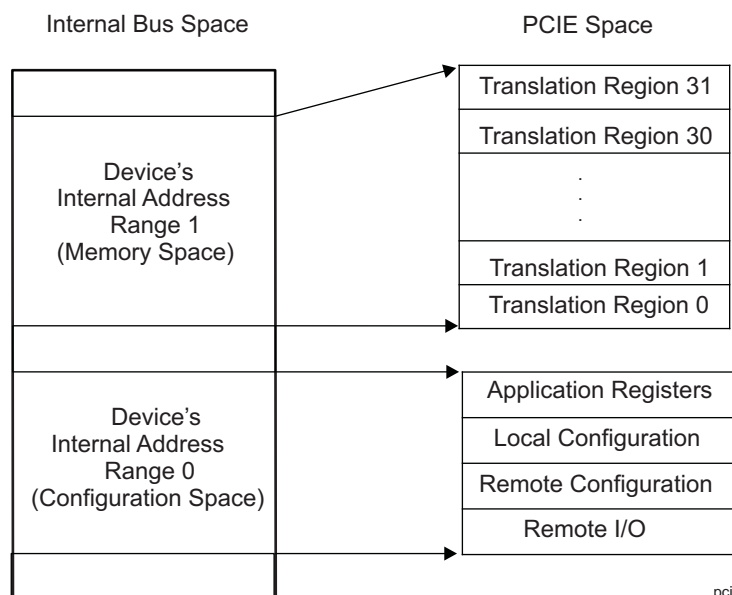 Internal Bus Space
PCIE Space
Device's
Internal Address
Range 1
(Memory Space)
Translation Region 31
Translation Region 30
.
.
.
Translation Region 1
Translation Region 0
Device's
Internal Address
Range 0
(Configuration Space)
Application Registers
Local Configuration
Remote Configuration
Remote I/O
pci